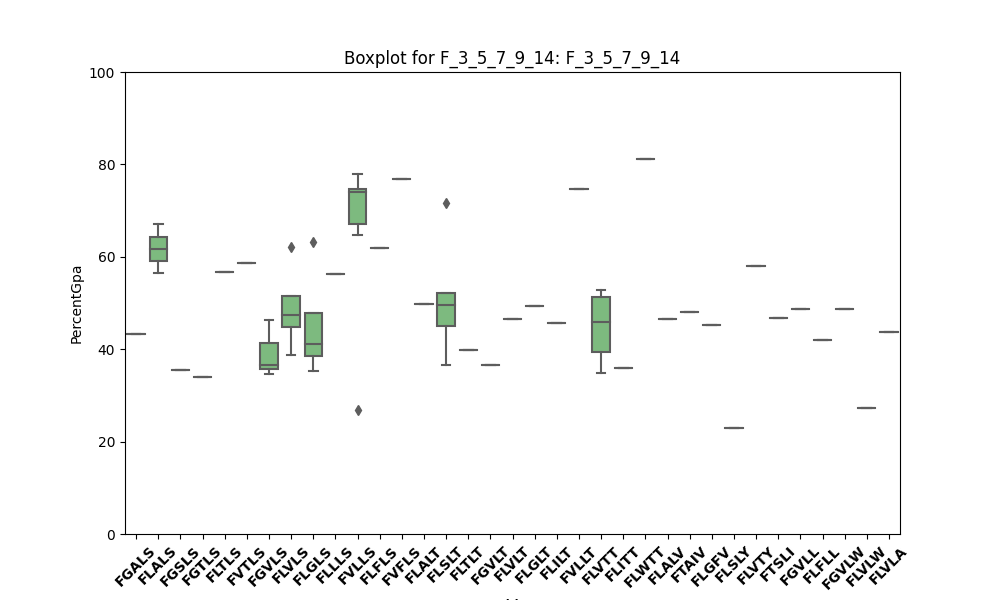 Boxplot for F_3_5_7_9_14: F_3_5_7_9_14
PercentGpa
100
80
60
40
20
0
FGALS
FLALS
FGSLS
FGTLS
FLTLS
FVTLS
FGVLS
FLVLS
FLGLS
FLLLS
FVLLS
FLFLS
FVFLS
FLALT
FLSLT
FLTLT
FGVLT
FLVLT
FLGLT
FLILT
FVLLT
FLVTT
FLITT
FLWTT
FLALV
FTAIV
FLGFV
FLSLY
FLVTY
FTSLI
FGVLL
FLFLL
FGVLW
FLVLW
FLVLA